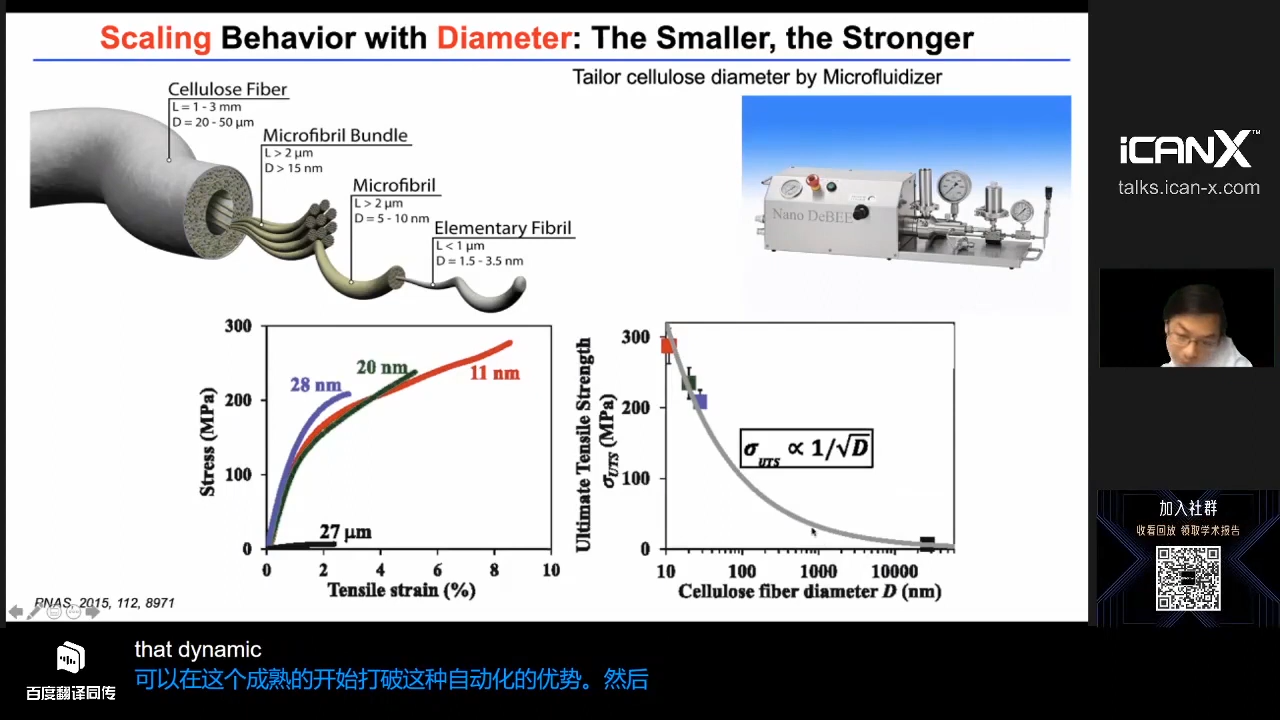 Scaling Behavior with Diameter: The Smaller, the Stronger
Tailor cellulose diameter by Microfluidizer
Cellulose Fiber
L = 1 - 3 mm
D = 20 - 50 µm
Microfibril Bundle
L > 2 µm
D > 15 nm
Microfibril
L > 2 µm
D = 5 - 10 nm
Elementary Fibril
L < 1 µm
D = 1.5 - 3.5 nm
Nano DeBEE
300
200
100
0
Stress (MPa)
28 nm
20 nm
11 nm
27 µm
0 2 4 6 8 10
Tensile strain (%)
Ultimate Tensile Strength
σUTS (MPa)
300
200
100
0
σUTS ∝ 1/√D
10 100 1000 10000
Cellulose fiber diameter D (nm)
PNAS, 2015, 112, 8971
iCANX™
talks.ican-x.com
加入社群
收看回放 领取学术报告
百度翻译同传
that dynamic
可以在这个成熟的开始打破这种自动化的优势。然后